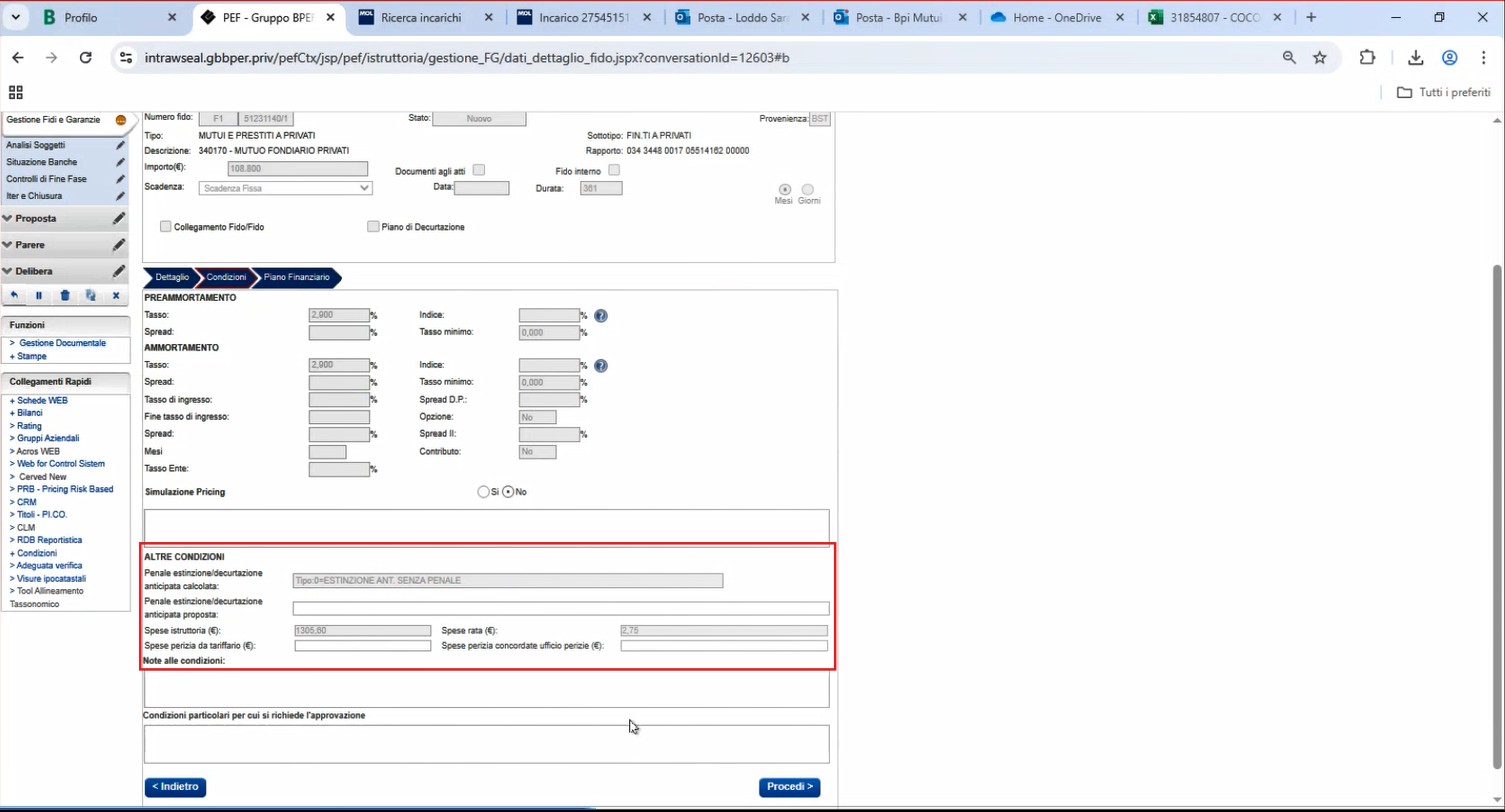 Profilo
PEF - Gruppo BPE
Ricerca incarichi
Incarico 27545151
Posta - Loddo Sar
Posta - Bpi Mutui
Home - OneDrive
31854807 - COCO
intrawseal.gbbper.priv/pefCtx/jsp/pef/istruttoria/gestione_FG/dati_dettaglio_fido.jspx?conversationId=12603#b
Tutti i preferiti
Gestione Fidi e Garanzie
Analisi Soggetti
Situazione Banche
Controlli di Fine Fase
Iter e Chiusura
Proposta
Parere
Delibera
Funzioni
> Gestione Documentale
+ Stampe
Collegamenti Rapidi
+ Schede WEB
+ Bilanci
> Rating
> Gruppi Aziendali
> Acros WEB
> Web for Control Sistem
> Cerved New
> PRB - Pricing Risk Based
> CRM
> Titoli - PI.CO.
> CLM
> RDB Reportistica
+ Condizioni
> Adeguata verifica
> Visure ipocatastali
> Tool Allineamento
Tassonomico
Numero fido: F1 51231140/1 Stato: Nuovo Provenienza: BST
Tipo: MUTUI E PRESTITI A PRIVATI Sottotipo: FIN.TI A PRIVATI
Descrizione: 340170 - MUTUO FONDIARIO PRIVATI Rapporto: 034 3448 0017 05514162 00000
Importo(€): 108.800 Documenti agli atti Fido interno
Scadenza: Scadenza Fissa Data: Durata: 361
Mesi Giorni
Collegamento Fido/Fido Piano di Decurtazione
Dettaglio Condizioni Piano Finanziario
PREAMMORTAMENTO
Tasso: 2,900 % Indice: %
Spread: % Tasso minimo: 0,000 %
AMMORTAMENTO
Tasso: 2,900 % Indice: %
Spread: % Tasso minimo: 0,000 %
Tasso di ingresso: % Spread D.P.: %
Fine tasso di ingresso: Opzione: No
Spread: % Spread II: %
Mesi Contributo: No
Tasso Ente: %
Simulazione Pricing Si No
ALTRE CONDIZIONI
Penale estinzione/decurtazione
anticipata calcolata: Tipo:0=ESTINZIONE ANT. SENZA PENALE
Penale estinzione/decurtazione
anticipata proposta:
Spese istruttoria (€): 1305,60 Spese rata (€): 2,75
Spese perizia da tariffario (€): Spese perizia concordate ufficio perizie (€):
Note alle condizioni:
Condizioni particolari per cui si richiede l'approvazione
< Indietro Procedi >